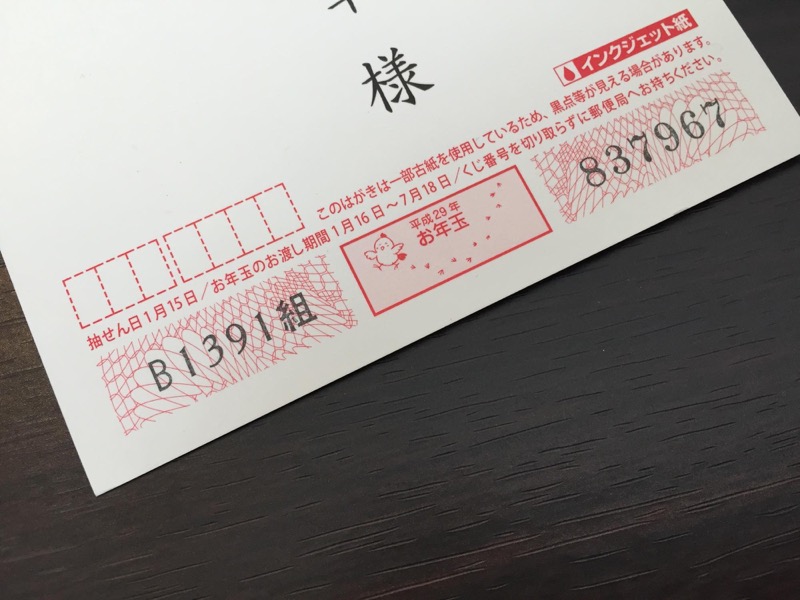 様
インクジェット紙
このはがきは一部古紙を使用しているため、黒点等が見える場合があります。
抽せん日1月15日/お年玉のお渡し期間1月16日~7月18日/くじ番号を切り取らずに郵便局へお持ちください。
B1391組
平成29年
お年玉
837967